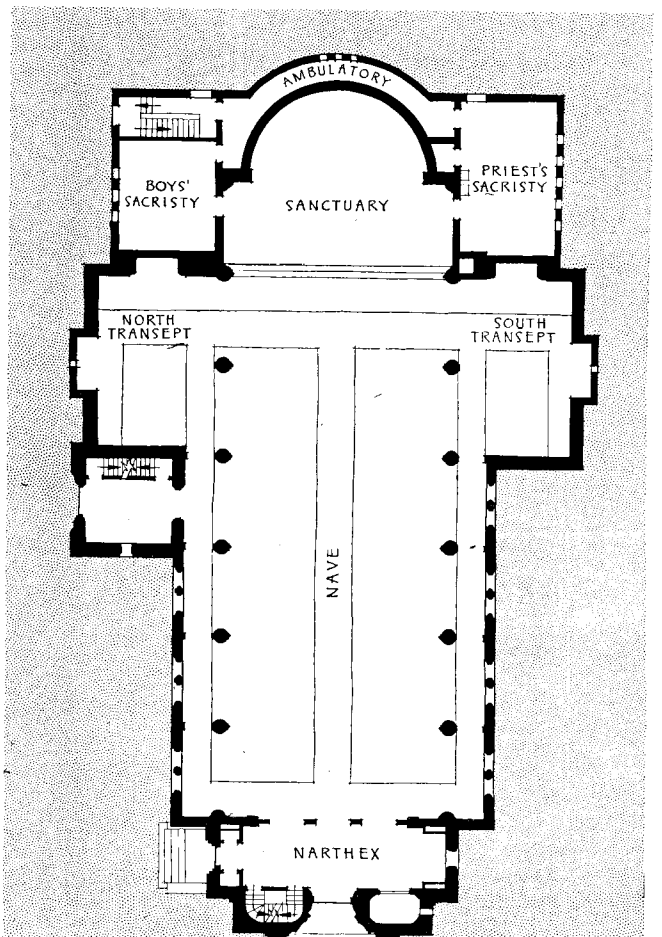 AMBULATORY
BOYS'
SACRISTY
SANCTUARY
PRIEST'S
SACRISTY
NORTH
TRANSEPT
SOUTH
TRANSEPT
NAVE
NARTHEX